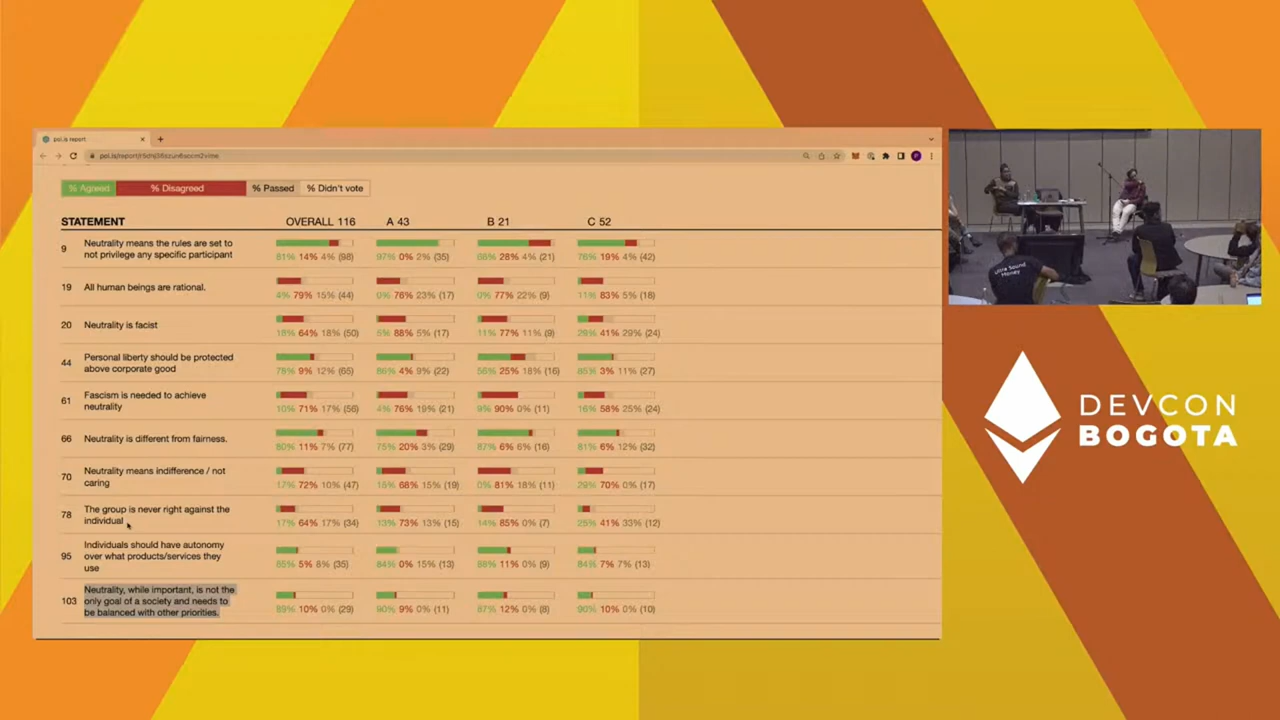 pol.is report
% Agreed % Disagreed % Passed % Didn't vote
STATEMENT OVERALL 116 A 43 B 21 C 52
9 Neutrality means the rules are set to
not privilege any specific participant
81% 14% 4% (98) 97% 0% 2% (35) 66% 28% 4% (21) 76% 19% 4% (42)
19 All human beings are rational.
4% 79% 15% (44) 0% 76% 23% (17) 0% 77% 22% (9) 11% 83% 5% (18)
20 Neutrality is facist
18% 64% 18% (50) 5% 88% 5% (17) 11% 77% 11% (9) 29% 41% 29% (24)
44 Personal liberty should be protected
above corporate good
78% 9% 12% (65) 86% 4% 9% (22) 56% 25% 18% (16) 85% 3% 11% (27)
61 Fascism is needed to achieve
neutrality
10% 71% 17% (56) 4% 76% 19% (21) 9% 90% 0% (11) 16% 58% 25% (24)
66 Neutrality is different from fairness.
80% 11% 7% (77) 75% 20% 3% (29) 87% 6% 6% (16) 81% 6% 12% (32)
70 Neutrality means indifference / not
caring
17% 72% 10% (47) 15% 68% 15% (19) 0% 81% 18% (11) 29% 70% 0% (17)
78 The group is never right against the
individual
17% 64% 17% (34) 13% 73% 13% (15) 14% 85% 0% (7) 25% 41% 33% (12)
95 Individuals should have autonomy
over what products/services they
use
85% 5% 8% (35) 84% 0% 15% (13) 88% 11% 0% (9) 84% 7% 7% (13)
103 Neutrality, while important, is not the
only goal of a society and needs to
be balanced with other priorities.
89% 10% 0% (29) 90% 9% 0% (11) 87% 12% 0% (8) 90% 10% 0% (10)
Ultra Sound
Money
DEVCON
BOGOTA